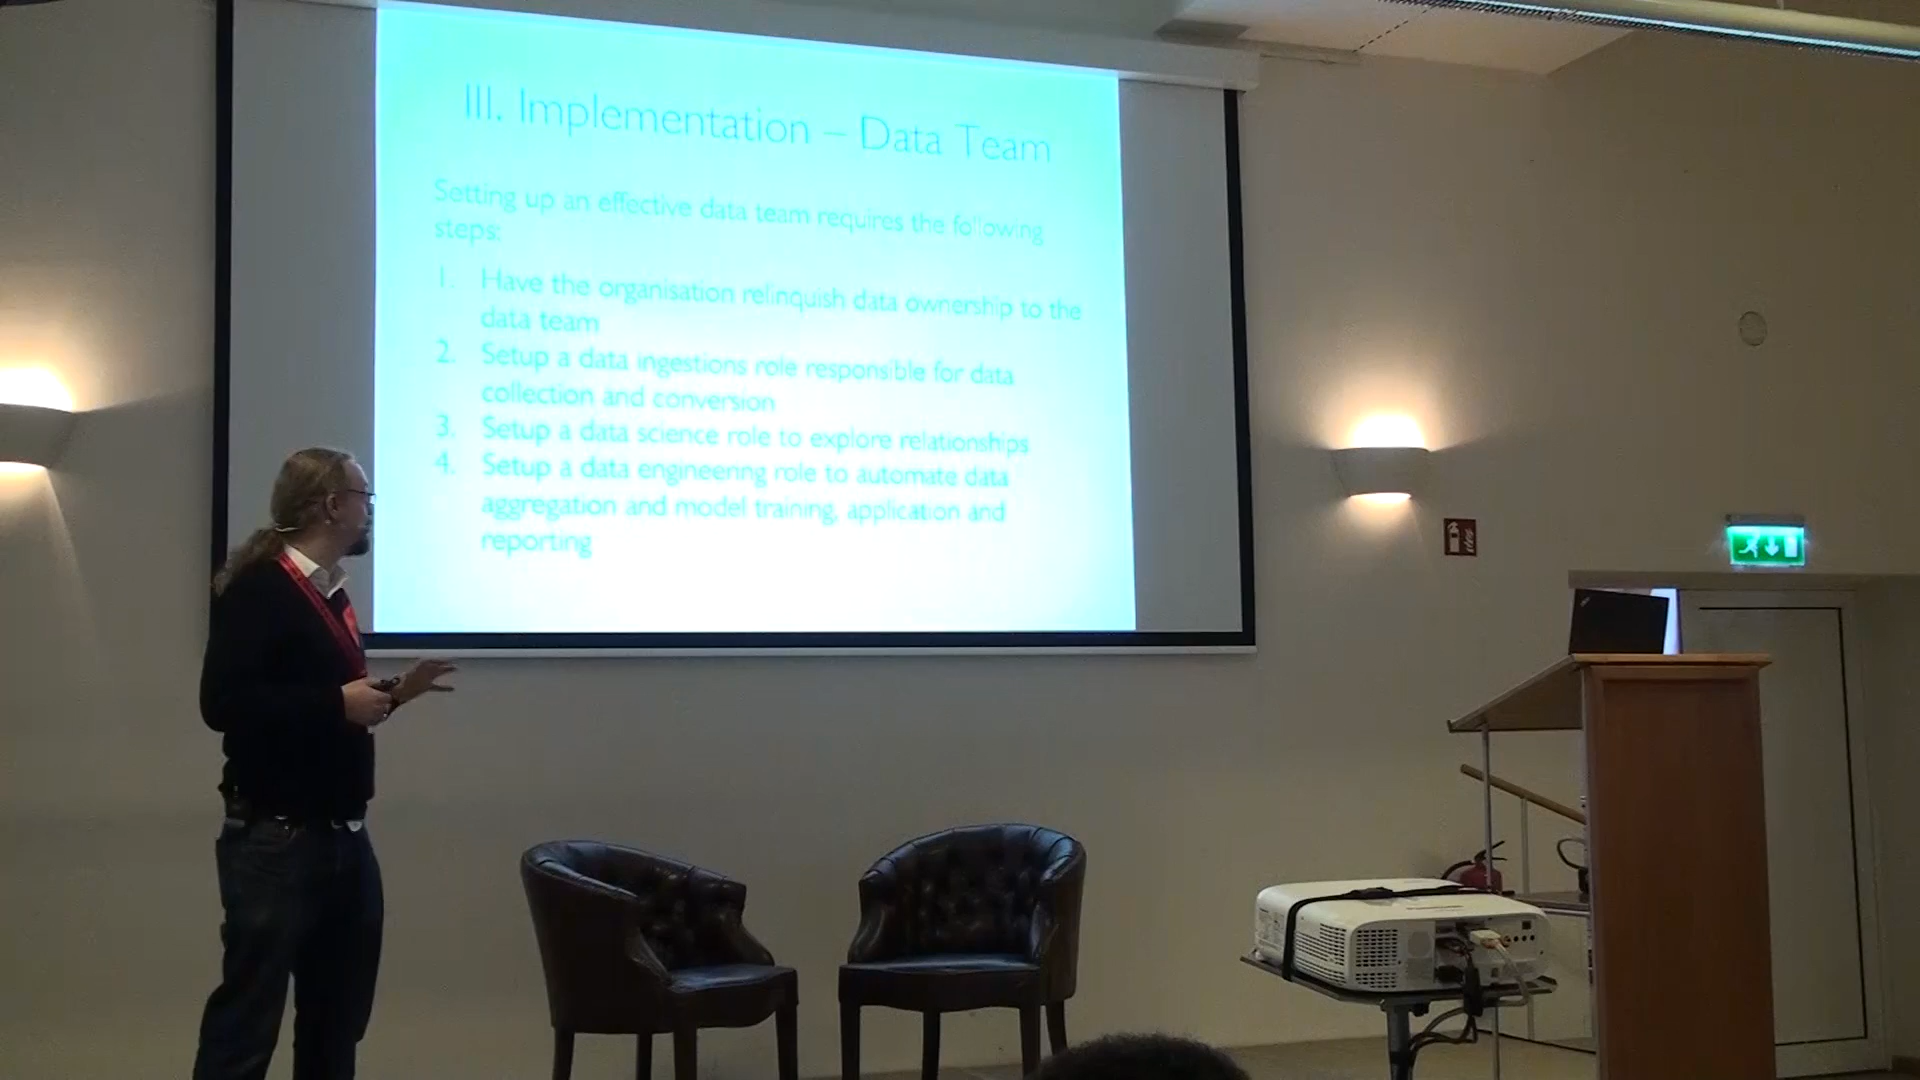 III. Implementation – Data Team
Setting up an effective data team requires the following
steps:
1. Have the organisation relinquish data ownership to the
data team
2. Setup a data ingestions role responsible for data
collection and conversion
3. Setup a data science role to explore relationships
4. Setup a data engineering role to automate data
aggregation and model training, application and
reporting